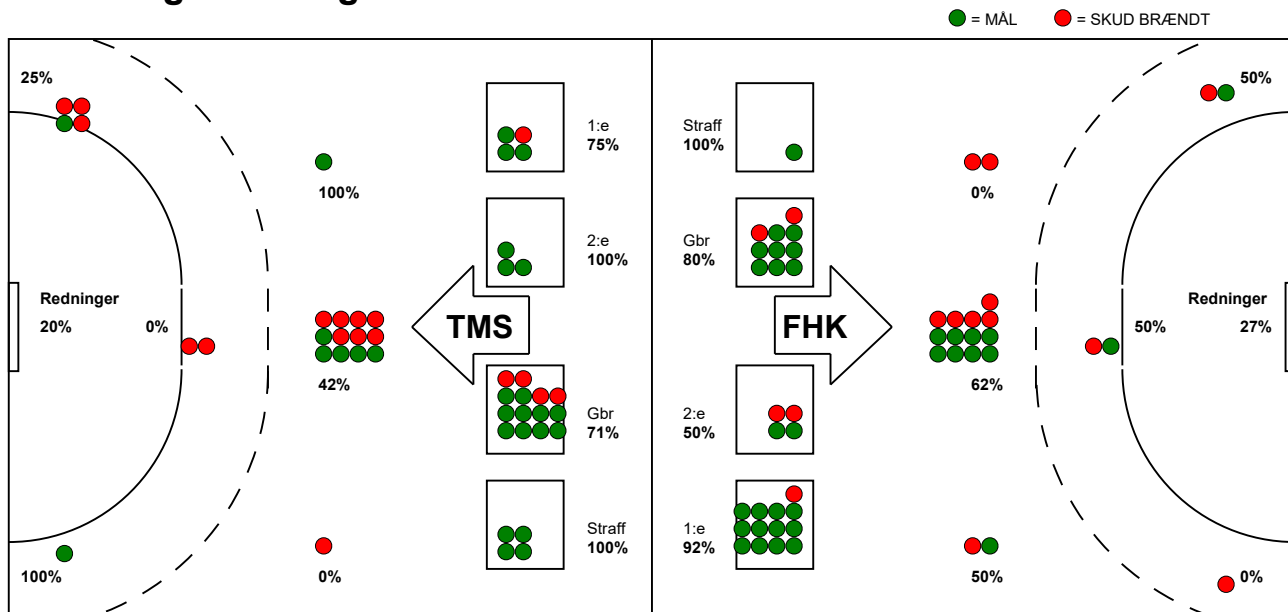 = MÅL = SKUD BRÆNDT
25%
50%
1:e
75%
Straff
100%
100%
0%
2:e
100%
Gbr
80%
Redninger
20%
0%
TMS
FHK
Redninger
50%
27%
42%
62%
Gbr
71%
2:e
50%
Straff
100%
1:e
92%
100%
0%
50%
0%